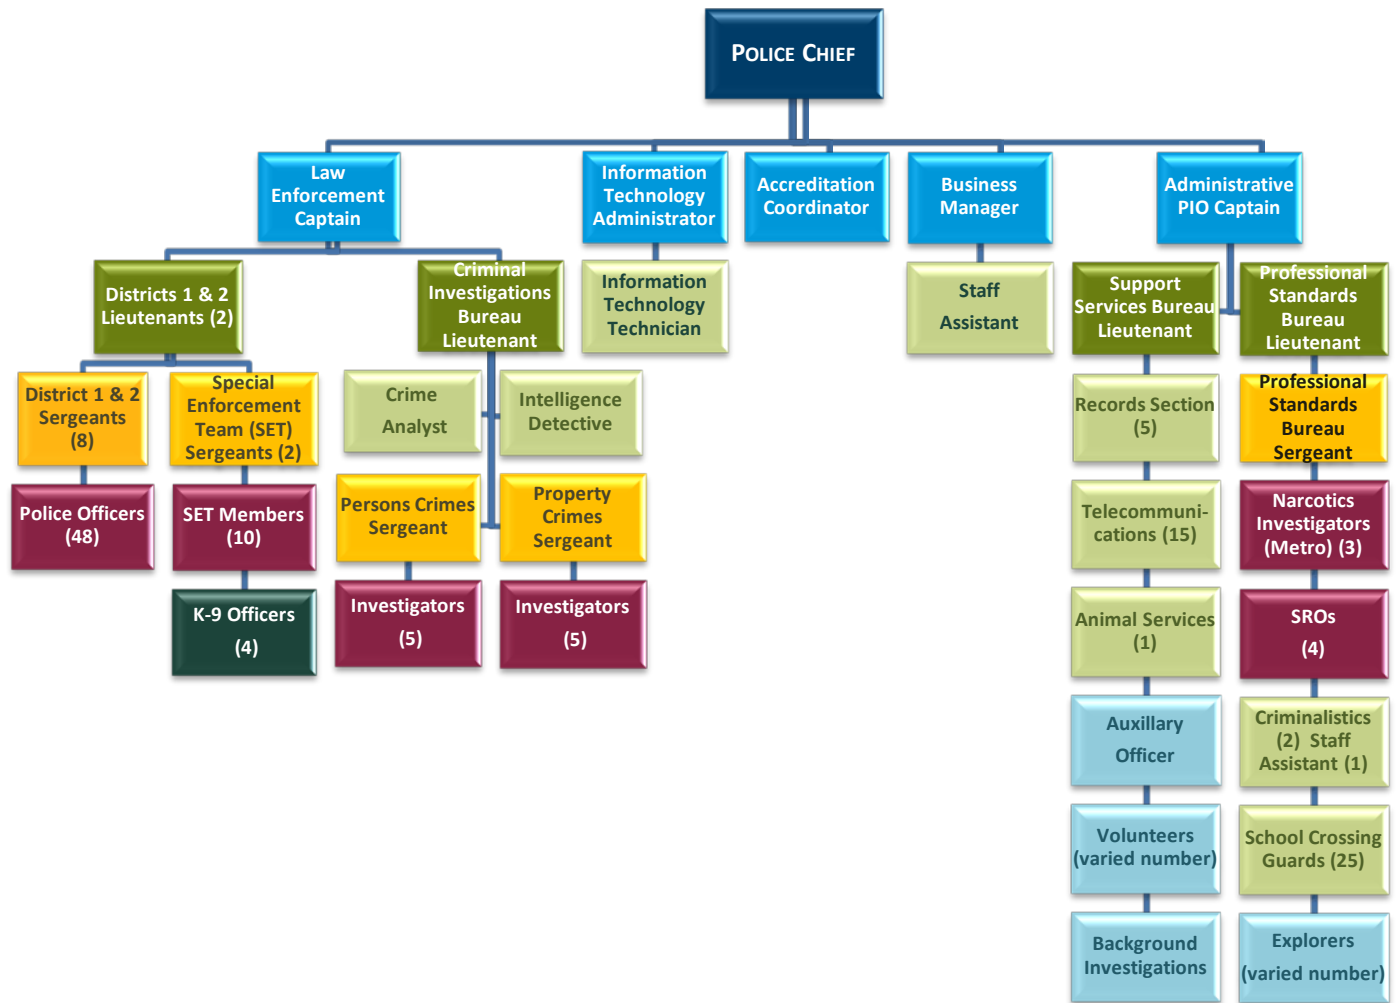 POLICE CHIEF
Law
Enforcement
Captain
Information
Technology
Administrator
Accreditation
Coordinator
Business
Manager
Administrative
PIO Captain
Districts 1 & 2
Lieutenants (2)
Criminal
Investigations
Bureau
Lieutenant
Information
Technology
Technician
Staff
Assistant
Support
Services Bureau
Lieutenant
Professional
Standards
Bureau
Lieutenant
District 1 & 2
Sergeants
(8)
Special
Enforcement
Team (SET)
Sergeants (2)
Crime
Analyst
Intelligence
Detective
Records Section
(5)
Professional
Standards
Bureau
Sergeant
Police Officers
(48)
SET Members
(10)
Persons Crimes
Sergeant
Property
Crimes
Sergeant
Telecommuni-
cations (15)
Narcotics
Investigators
(Metro) (3)
K-9 Officers
(4)
Investigators
(5)
Investigators
(5)
Animal Services
(1)
SROs
(4)
Auxillary
Officer
Criminalistics
(2) Staff
Assistant (1)
Volunteers
(varied number)
School Crossing
Guards (25)
Background
Investigations
Explorers
(varied number)